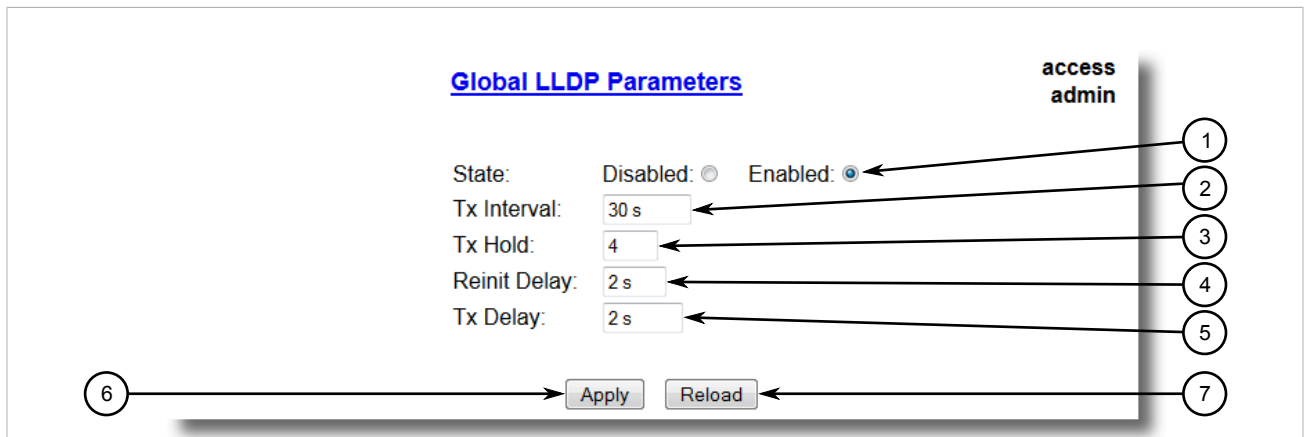 Global LLDP Parameters
access
admin
State: Disabled: Enabled:
1
Tx Interval: 30 s
2
Tx Hold: 4
3
Reinit Delay: 2 s
4
Tx Delay: 2 s
5
6
Apply Reload
7